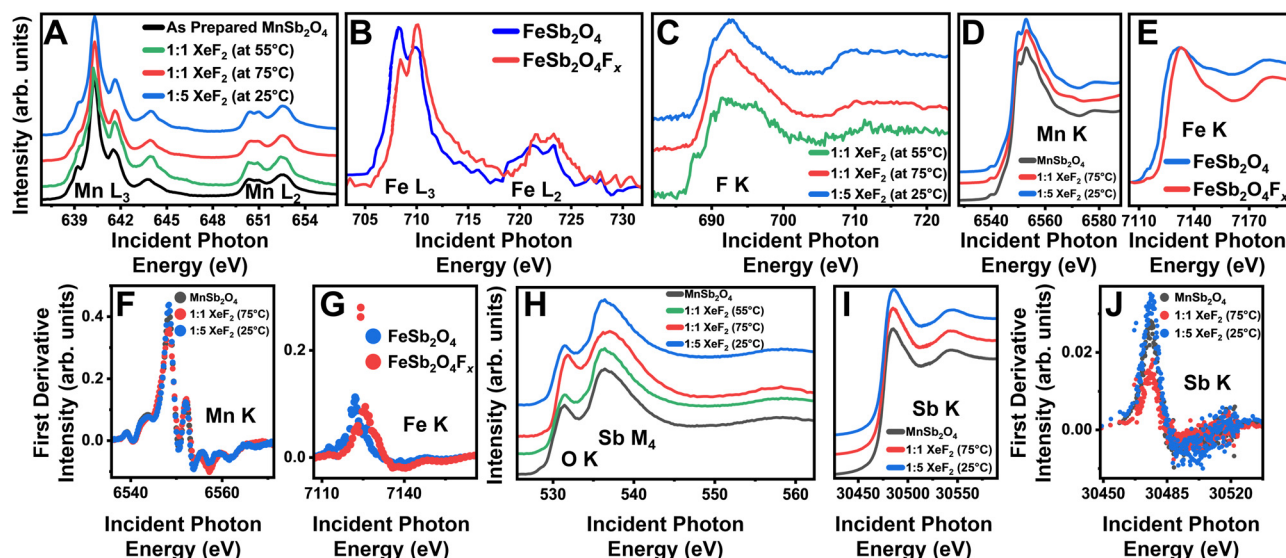 A
As Prepared MnSb₂O₄
1:1 XeF₂ (at 55°C)
1:1 XeF₂ (at 75°C)
1:5 XeF₂ (at 25°C)
Mn L₃
Mn L₂
639 642 645 648 651 654
Incident Photon
Energy (eV)
Intensity (arb. units)
B
FeSb₂O₄
FeSb₂O₄Fₓ
Fe L₃
Fe L₂
705 710 715 720 725 730
Incident Photon
Energy (eV)
C
1:1 XeF₂ (at 55°C)
1:1 XeF₂ (at 75°C)
1:5 XeF₂ (at 25°C)
F K
690 700 710 720
Incident Photon
Energy (eV)
D
Mn K
MnSb₂O₄
1:1 XeF₂ (75°C)
1:5 XeF₂ (25°C)
6540 6560 6580
Incident Photon
Energy (eV)
E
Fe K
FeSb₂O₄
FeSb₂O₄Fₓ
7110 7140 7170
Incident Photon
Energy (eV)
F
MnSb₂O₄
1:1 XeF₂ (75°C)
1:5 XeF₂ (25°C)
Mn K
0.4
0.2
0.0
6540 6560
Incident Photon
Energy (eV)
First Derivative
Intensity (arb. units)
G
FeSb₂O₄
FeSb₂O₄Fₓ
Fe K
0.2
0.0
7110 7140
Incident Photon
Energy (eV)
H
MnSb₂O₄
1:1 XeF₂ (55°C)
1:1 XeF₂ (75°C)
1:5 XeF₂ (25°C)
Sb M₄
O K
530 540 550 560
Incident Photon
Energy (eV)
Intensity (arb. units)
I
Sb K
MnSb₂O₄
1:1 XeF₂ (75°C)
1:5 XeF₂ (25°C)
30450 30500 30550
Incident Photon
Energy (eV)
J
MnSb₂O₄
1:1 XeF₂ (75°C)
1:5 XeF₂ (25°C)
Sb K
0.02
0.00
30450 30485 30520
Incident Photon
Energy (eV)
First Derivative
Intensity (arb. units)